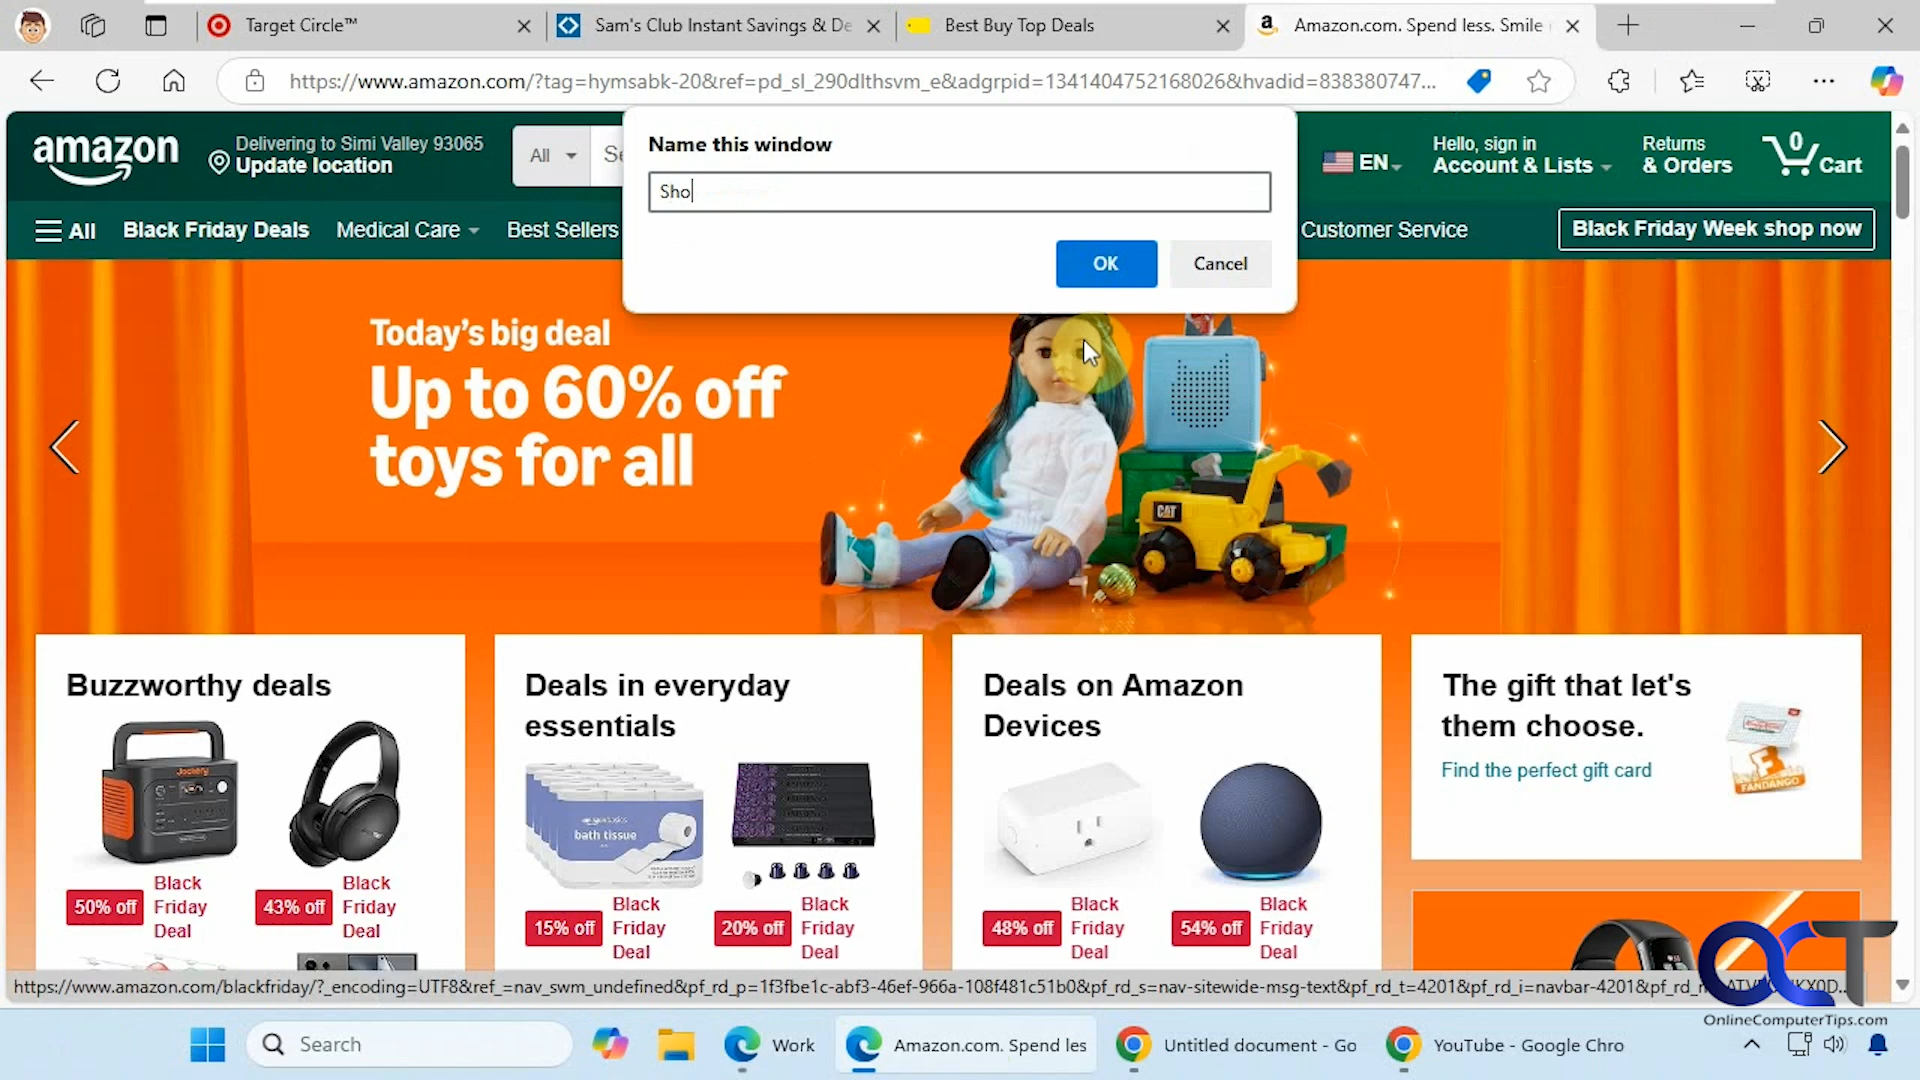 Target Circle™
Sam's Club Instant Savings & De
Best Buy Top Deals
Amazon.com. Spend less. Smile
https://www.amazon.com/?tag=hymsabk-20&ref=pd_sl_290dlthsvm_e&adgrpid=1341404752168026&hvadid=838380747...
amazon
Delivering to Simi Valley 93065
Update location
All
Se
Name this window
Sho
OK
Cancel
EN
Hello, sign in
Account & Lists
Returns
& Orders
0
Cart
All
Black Friday Deals
Medical Care
Best Sellers
Customer Service
Black Friday Week shop now
Today's big deal
Up to 60% off
toys for all
CAT
Buzzworthy deals
Jackery
50% off
Black
Friday
Deal
43% off
Black
Friday
Deal
Deals in everyday
essentials
bath tissue
15% off
Black
Friday
Deal
20% off
Black
Friday
Deal
Deals on Amazon
Devices
48% off
Black
Friday
Deal
54% off
Black
Friday
Deal
The gift that let's
them choose.
Find the perfect gift card
FANDANGO
https://www.amazon.com/blackfriday/?_encoding=UTF8&ref_=nav_swm_undefined&pf_rd_p=1f3fbe1c-abf3-46ef-966a-108f481c51b0&pf_rd_s=nav-sitewide-msg-text&pf_rd_t=4201&pf_rd_i=navbar-4201&pf_rd_
OCT
OnlineComputerTips.com
Search
Work
Amazon.com. Spend les
Untitled document - Go
YouTube - Google Chro